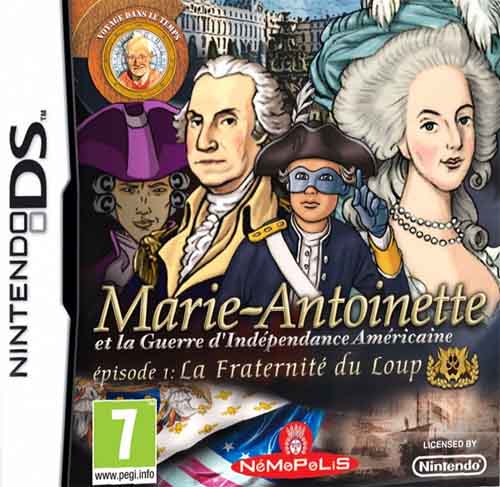 VOYAGE DANS LE TEMPS
NINTENDO DS™
Marie-Antoinette
et la Guerre d'Indépendance Américaine
épisode 1: La Fraternité du Loup
7
www.pegi.info
NéMoPoLiS
LICENSED BY
Nintendo